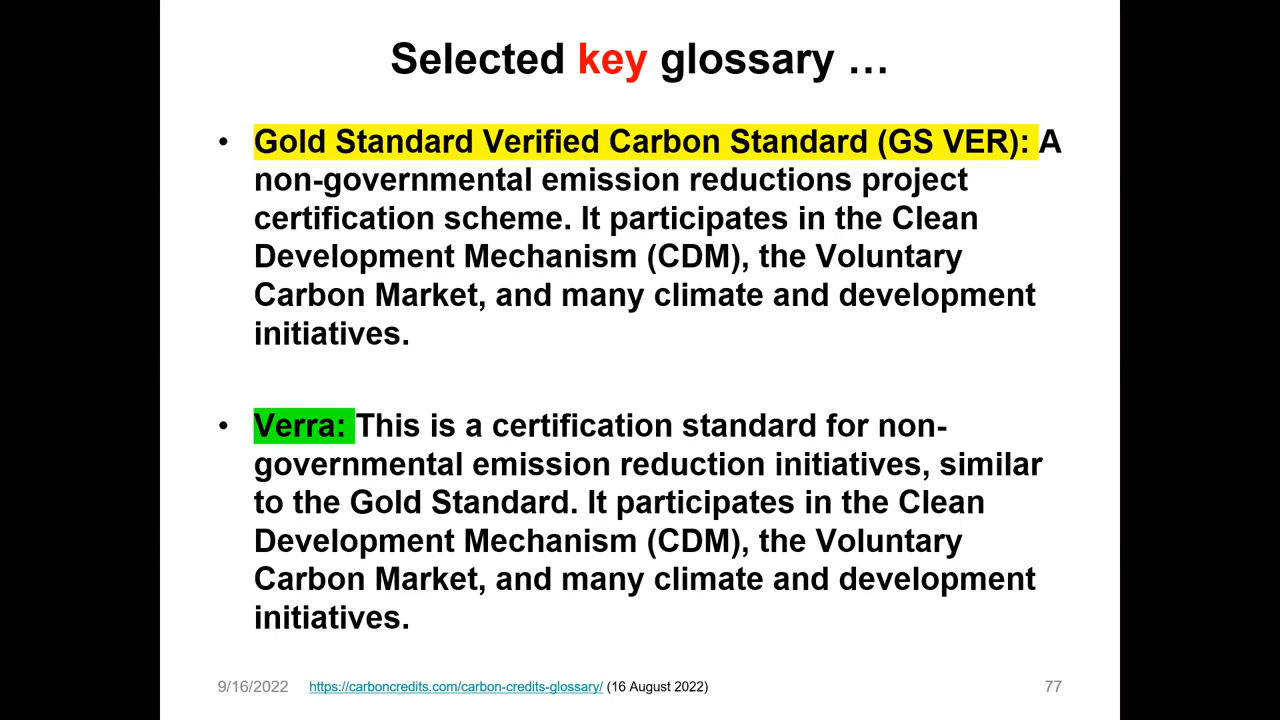 Selected key glossary …
• Gold Standard Verified Carbon Standard (GS VER): A
non-governmental emission reductions project
certification scheme. It participates in the Clean
Development Mechanism (CDM), the Voluntary
Carbon Market, and many climate and development
initiatives.
• Verra: This is a certification standard for non-
governmental emission reduction initiatives, similar
to the Gold Standard. It participates in the Clean
Development Mechanism (CDM), the Voluntary
Carbon Market, and many climate and development
initiatives.
9/16/2022 https://carboncredits.com/carbon-credits-glossary/ (16 August 2022) 77